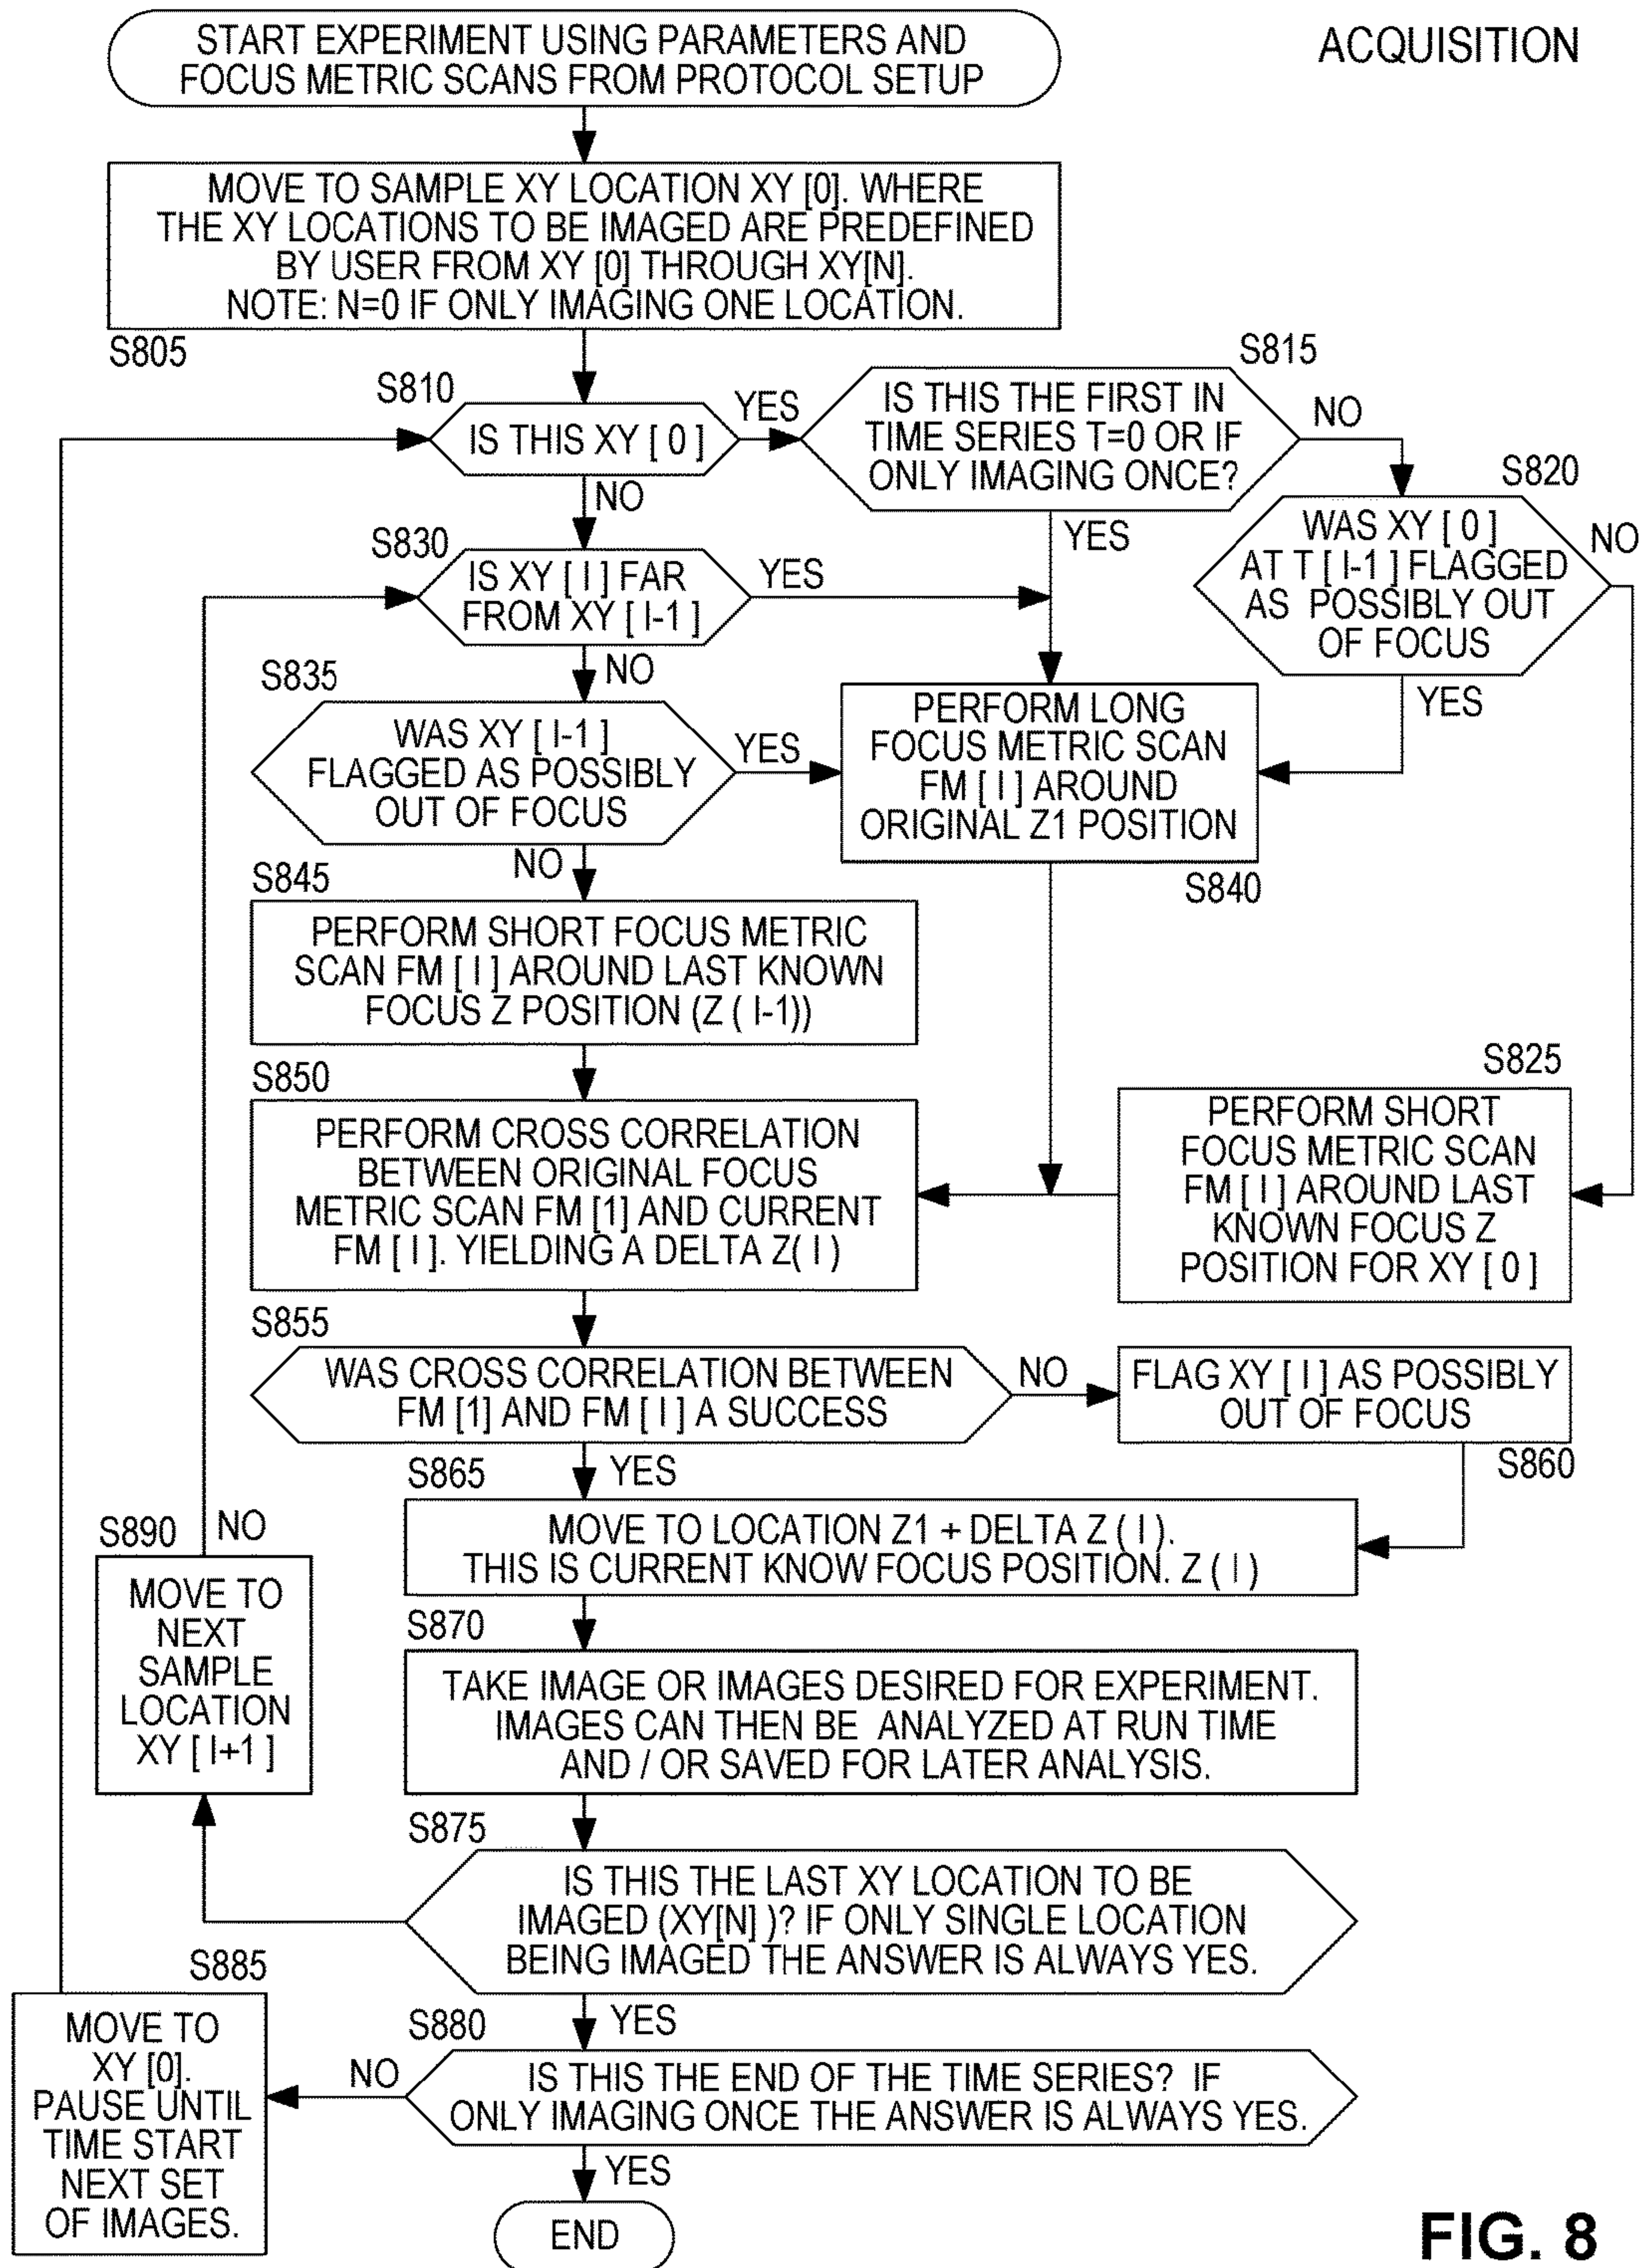 START EXPERIMENT USING PARAMETERS AND
FOCUS METRIC SCANS FROM PROTOCOL SETUP
ACQUISITION
MOVE TO SAMPLE XY LOCATION XY [0]. WHERE
THE XY LOCATIONS TO BE IMAGED ARE PREDEFINED
BY USER FROM XY [0] THROUGH XY[N].
NOTE: N=0 IF ONLY IMAGING ONE LOCATION.
S805
S810
IS THIS XY [ 0 ]
YES
NO
S815
IS THIS THE FIRST IN
TIME SERIES T=0 OR IF
ONLY IMAGING ONCE?
NO
YES
S820
WAS XY [ 0 ]
AT T [ I-1 ] FLAGGED
AS POSSIBLY OUT
OF FOCUS
NO
YES
S830
IS XY [ I ] FAR
FROM XY [ I-1 ]
YES
NO
S835
WAS XY [ I-1 ]
FLAGGED AS POSSIBLY
OUT OF FOCUS
YES
NO
PERFORM LONG
FOCUS METRIC SCAN
FM [ I ] AROUND
ORIGINAL Z1 POSITION
S840
S845
PERFORM SHORT FOCUS METRIC
SCAN FM [ I ] AROUND LAST KNOWN
FOCUS Z POSITION (Z ( I-1))
S825
PERFORM SHORT
FOCUS METRIC SCAN
FM [ I ] AROUND LAST
KNOWN FOCUS Z
POSITION FOR XY [ 0 ]
S850
PERFORM CROSS CORRELATION
BETWEEN ORIGINAL FOCUS
METRIC SCAN FM [1] AND CURRENT
FM [ I ]. YIELDING A DELTA Z( I )
S855
WAS CROSS CORRELATION BETWEEN
FM [1] AND FM [ I ] A SUCCESS
NO
YES
FLAG XY [ I ] AS POSSIBLY
OUT OF FOCUS
S860
S865
MOVE TO LOCATION Z1 + DELTA Z ( I ).
THIS IS CURRENT KNOW FOCUS POSITION. Z ( I )
S870
TAKE IMAGE OR IMAGES DESIRED FOR EXPERIMENT.
IMAGES CAN THEN BE ANALYZED AT RUN TIME
AND / OR SAVED FOR LATER ANALYSIS.
S890
NO
MOVE TO
NEXT
SAMPLE
LOCATION
XY [ I+1 ]
S875
IS THIS THE LAST XY LOCATION TO BE
IMAGED (XY[N] )? IF ONLY SINGLE LOCATION
BEING IMAGED THE ANSWER IS ALWAYS YES.
YES
S880
IS THIS THE END OF THE TIME SERIES? IF
ONLY IMAGING ONCE THE ANSWER IS ALWAYS YES.
NO
YES
S885
MOVE TO
XY [0].
PAUSE UNTIL
TIME START
NEXT SET
OF IMAGES.
END
FIG. 8